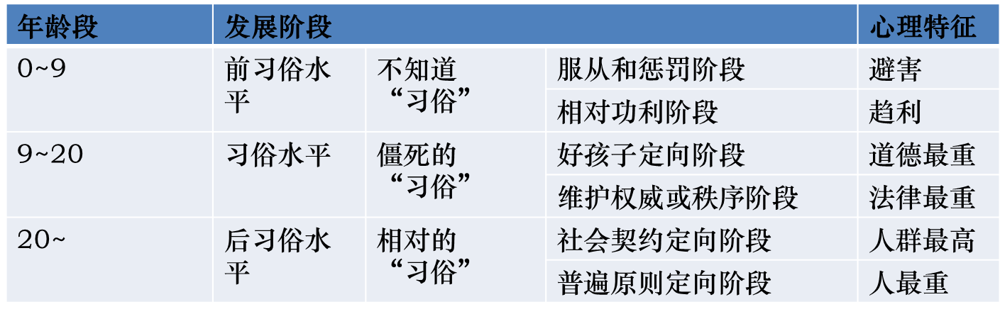 年龄段 发展阶段 心理特征
0~9 前习俗水 不知道 服从和惩罚阶段 避害
平 “习俗”
相对功利阶段 趋利
9~20 习俗水平 僵死的 好孩子定向阶段 道德最重
“习俗”
维护权威或秩序阶段 法律最重
20~ 后习俗水 相对的 社会契约定向阶段 人群最高
平 “习俗”
普遍原则定向阶段 人最重